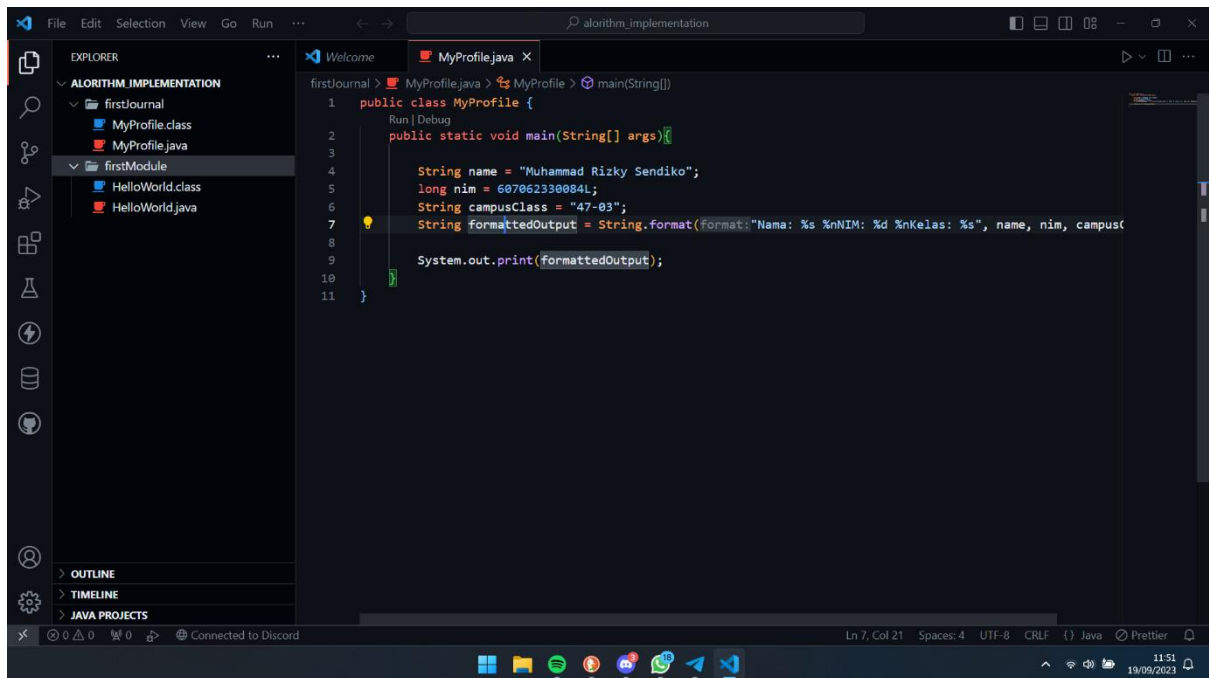 File Edit Selection View Go Run ··· alorithm_implementation
EXPLORER ···
ALORITHM_IMPLEMENTATION
firstJournal
MyProfile.class
MyProfile.java
firstModule
HelloWorld.class
HelloWorld.java
OUTLINE
TIMELINE
JAVA PROJECTS
Welcome MyProfile.java
firstJournal > MyProfile.java > MyProfile > main(String[])
1 public class MyProfile {
Run | Debug
2 public static void main(String[] args){
3
4 String name = "Muhammad Rizky Sendiko";
5 long nim = 607062330084L;
6 String campusClass = "47-03";
7 String formattedOutput = String.format(format:"Nama: %s %nNIM: %d %nKelas: %s", name, nim, campusC
8
9 System.out.print(formattedOutput);
10 }
11 }
0 0 0 Connected to Discord Ln 7, Col 21 Spaces: 4 UTF-8 CRLF {} Java Prettier
18
11:51
19/09/2023